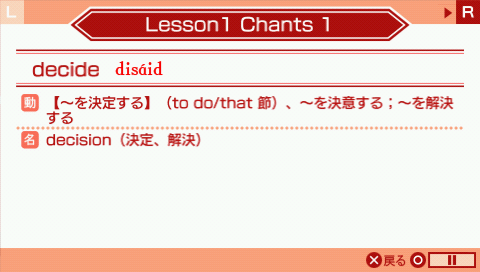 L
Lesson1 Chants 1
R
decide disáid
動 【～を決定する】（to do/that 節）、～を決意する；～を解決
する
名 decision（決定、解決）
戻る